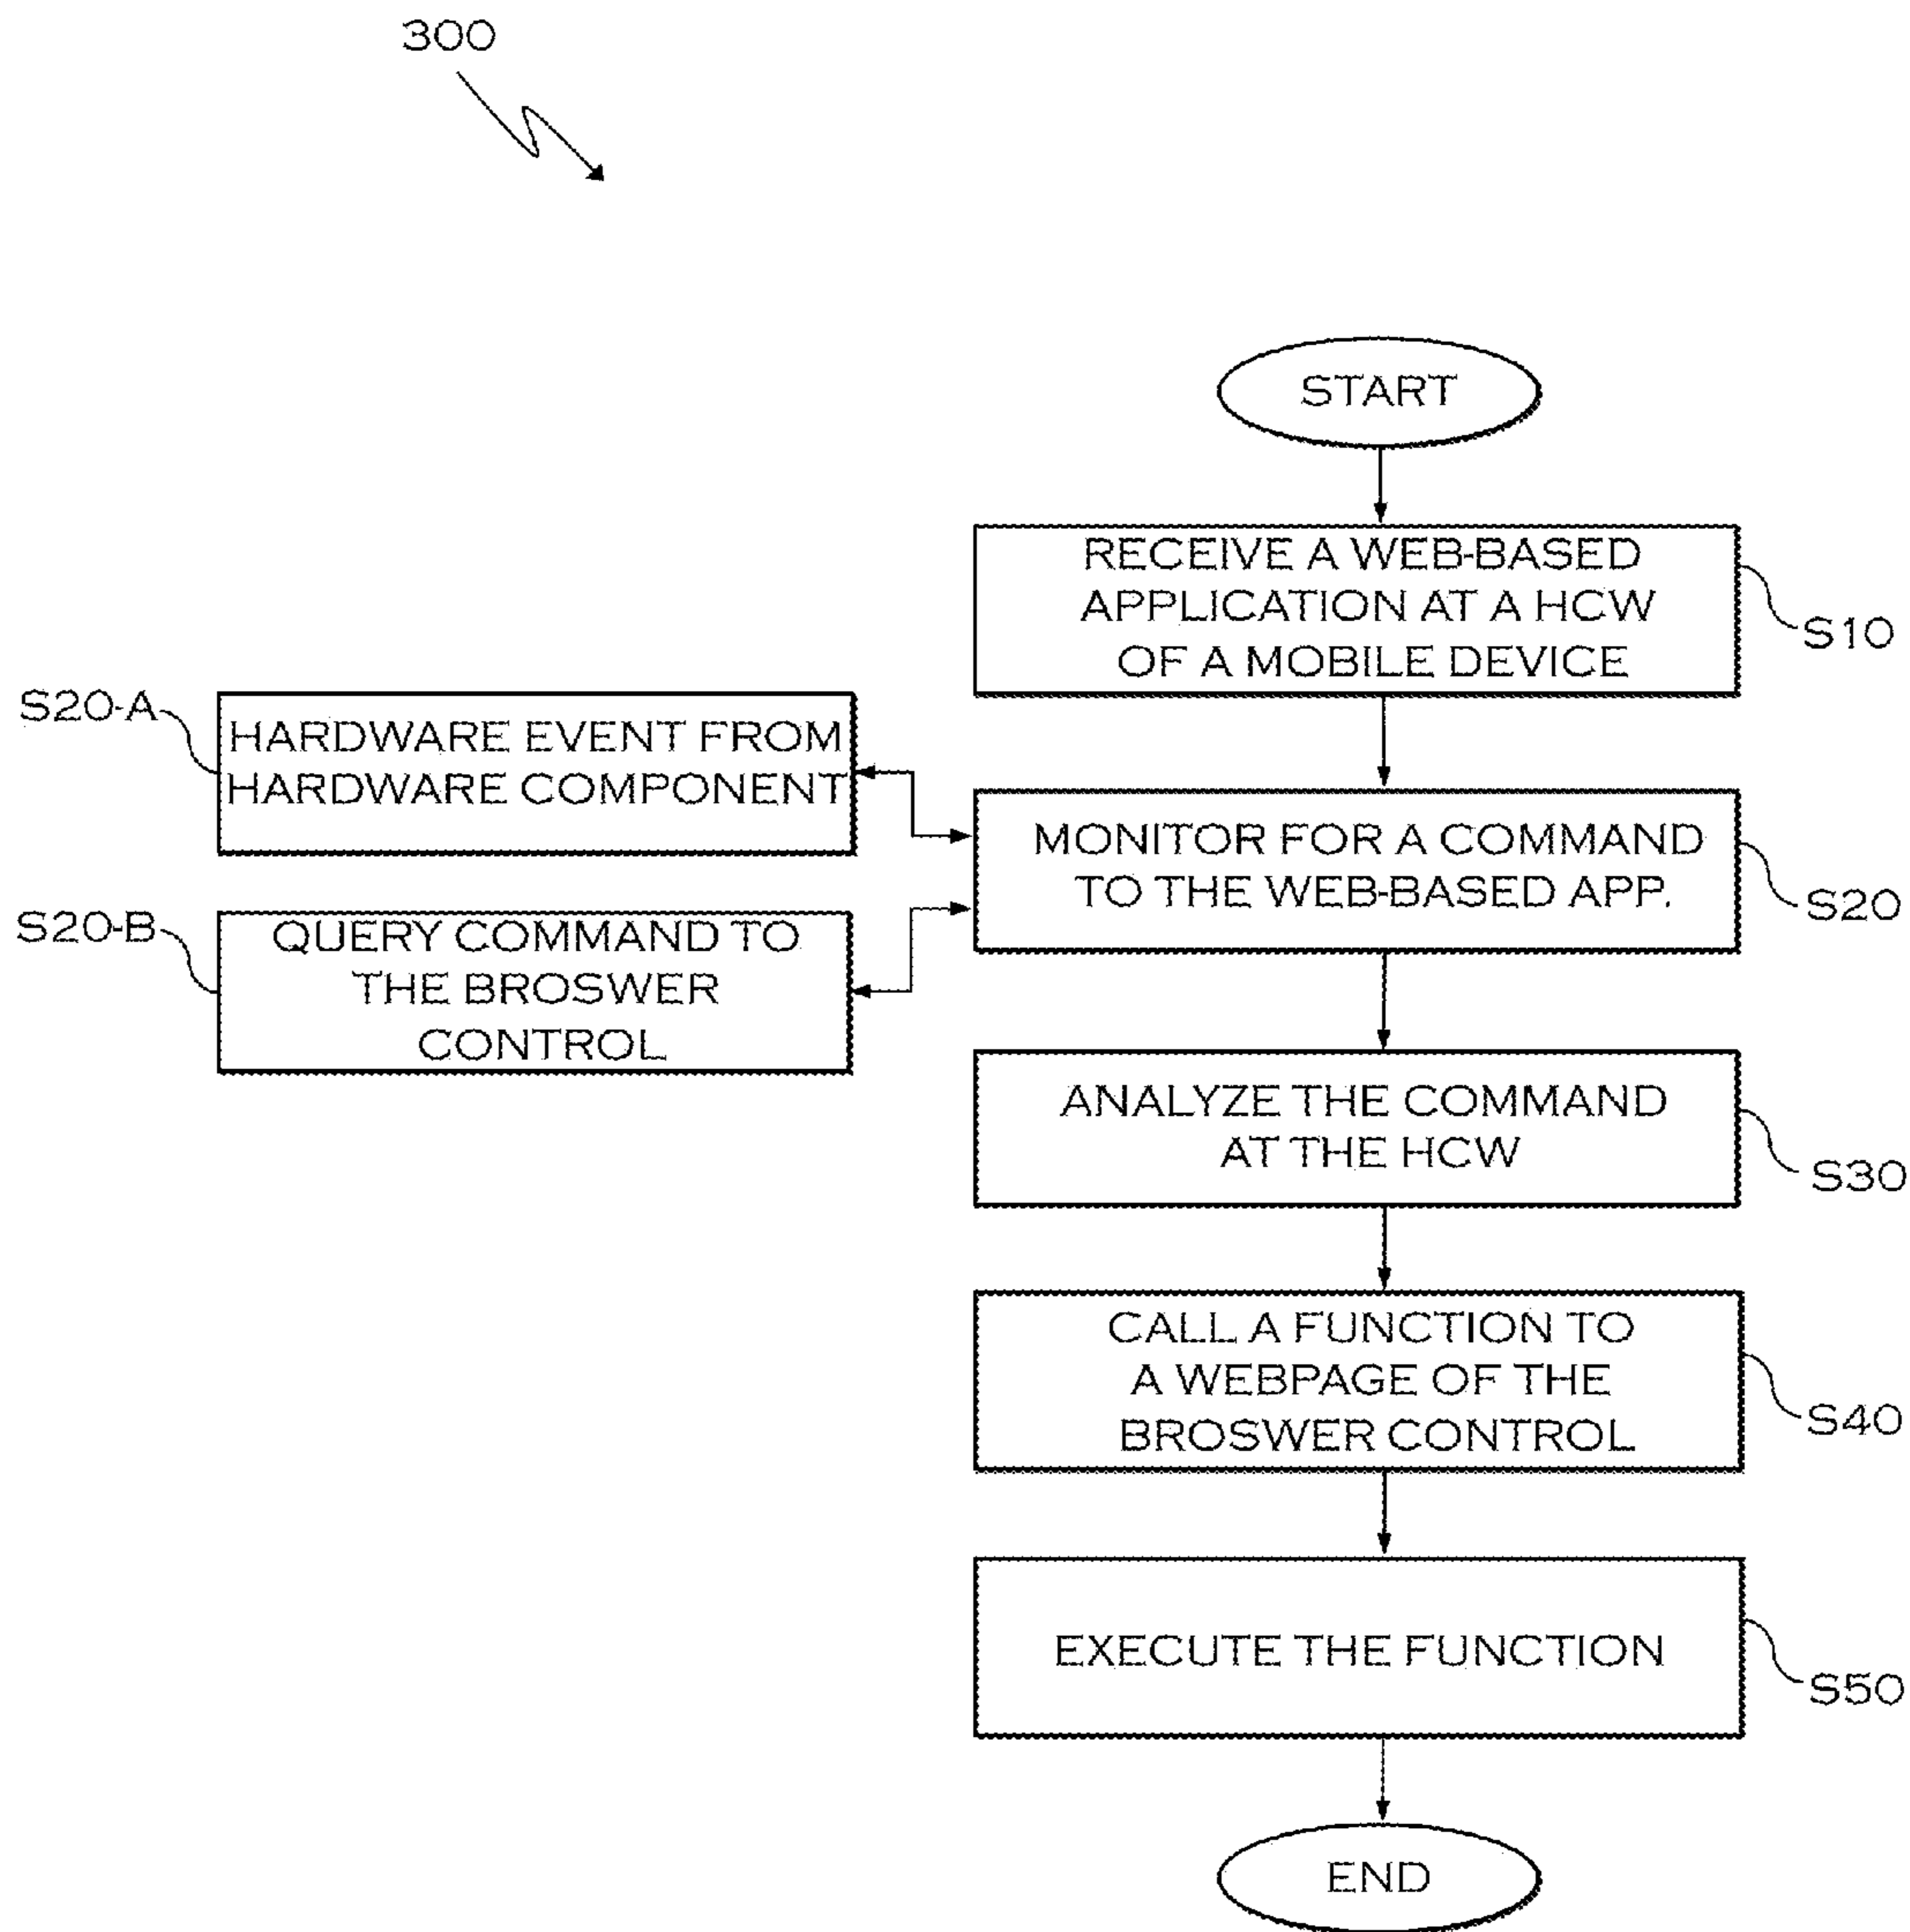 300
START
RECEIVE A WEB-BASED
APPLICATION AT A HCW
OF A MOBILE DEVICE
S10
S20-A
HARDWARE EVENT FROM
HARDWARE COMPONENT
MONITOR FOR A COMMAND
TO THE WEB-BASED APP.
S20
S20-B
QUERY COMMAND TO
THE BROSWER
CONTROL
ANALYZE THE COMMAND
AT THE HCW
S30
CALL A FUNCTION TO
A WEBPAGE OF THE
BROSWER CONTROL
S40
EXECUTE THE FUNCTION
S50
END